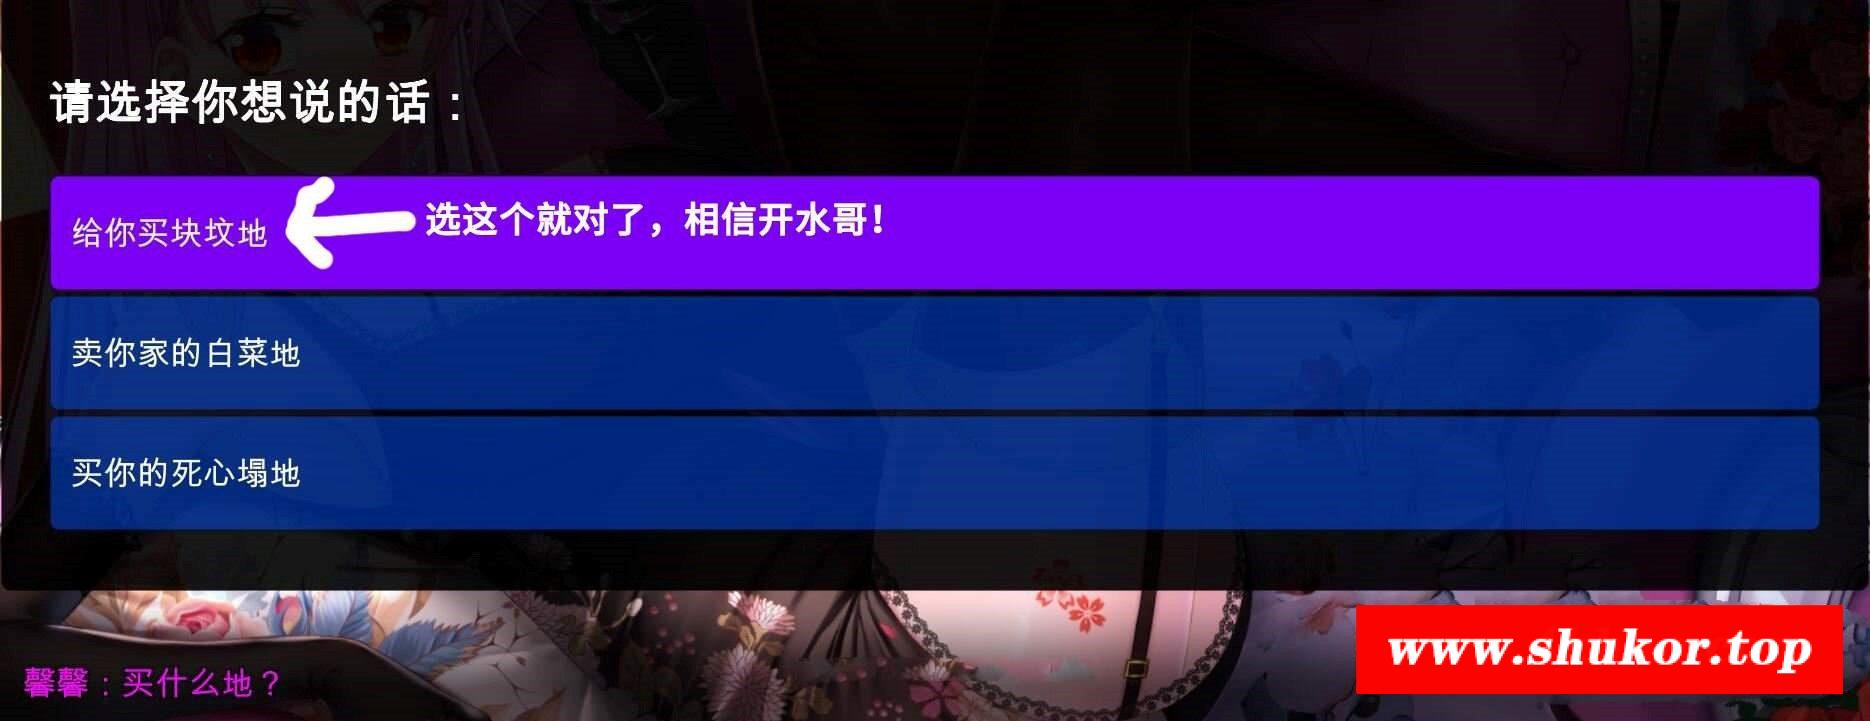 请选择你想说的话：
给你买块坟地
选这个就对了，相信开水哥！
卖你家的白菜地
买你的死心塌地
www.shukor.top
馨馨：买什么地？